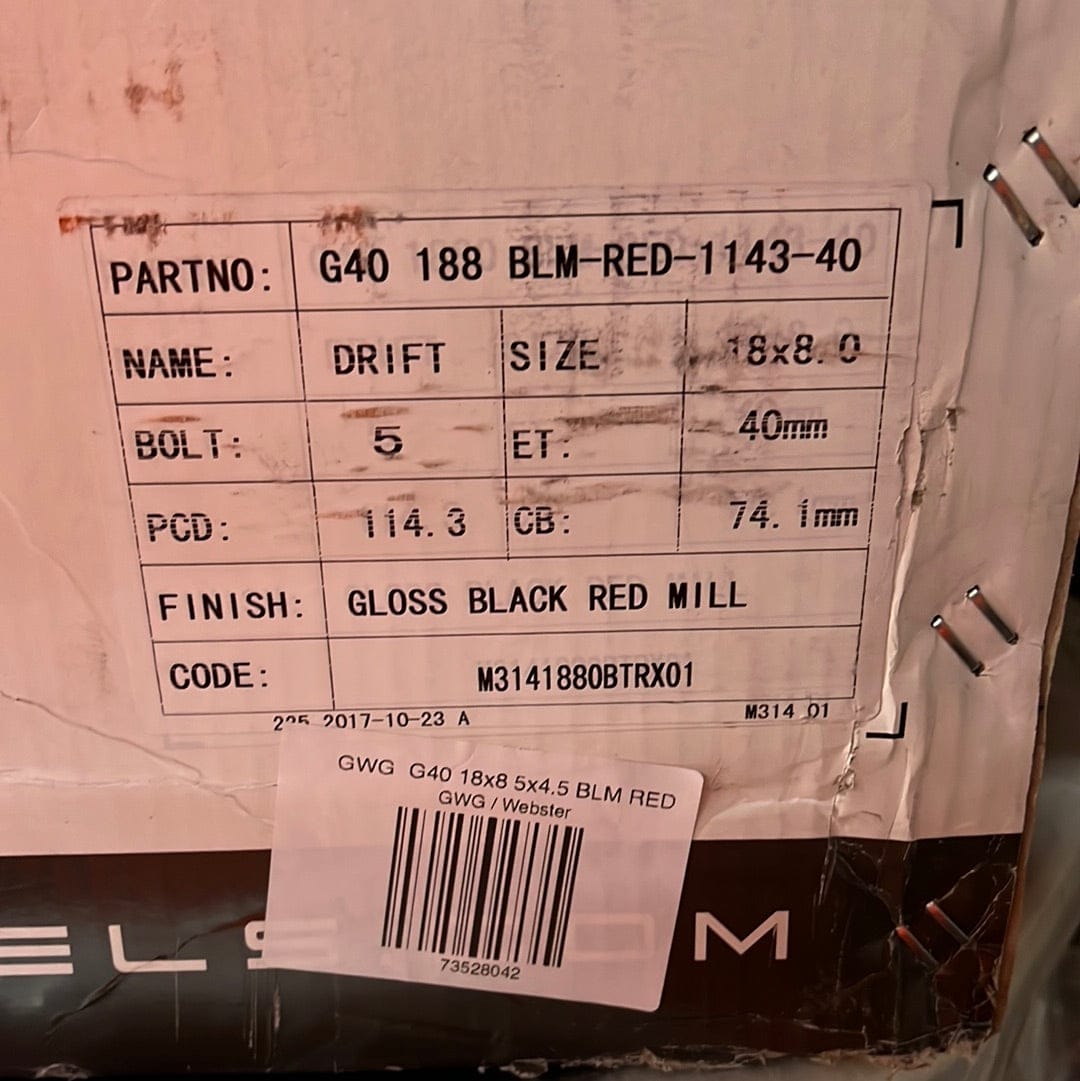 PARTNO: G40 188 BLM-RED-1143-40
NAME: DRIFT SIZE 18x8.0
BOLT: 5 ET: 40mm
PCD: 114.3 CB: 74.1mm
FINISH: GLOSS BLACK RED MILL
CODE: M3141880BTRX01
2017-10-23 A M314 01
GWG G40 18x8 5x4.5 BLM RED
GWG / Webster
73528042
ELS OM